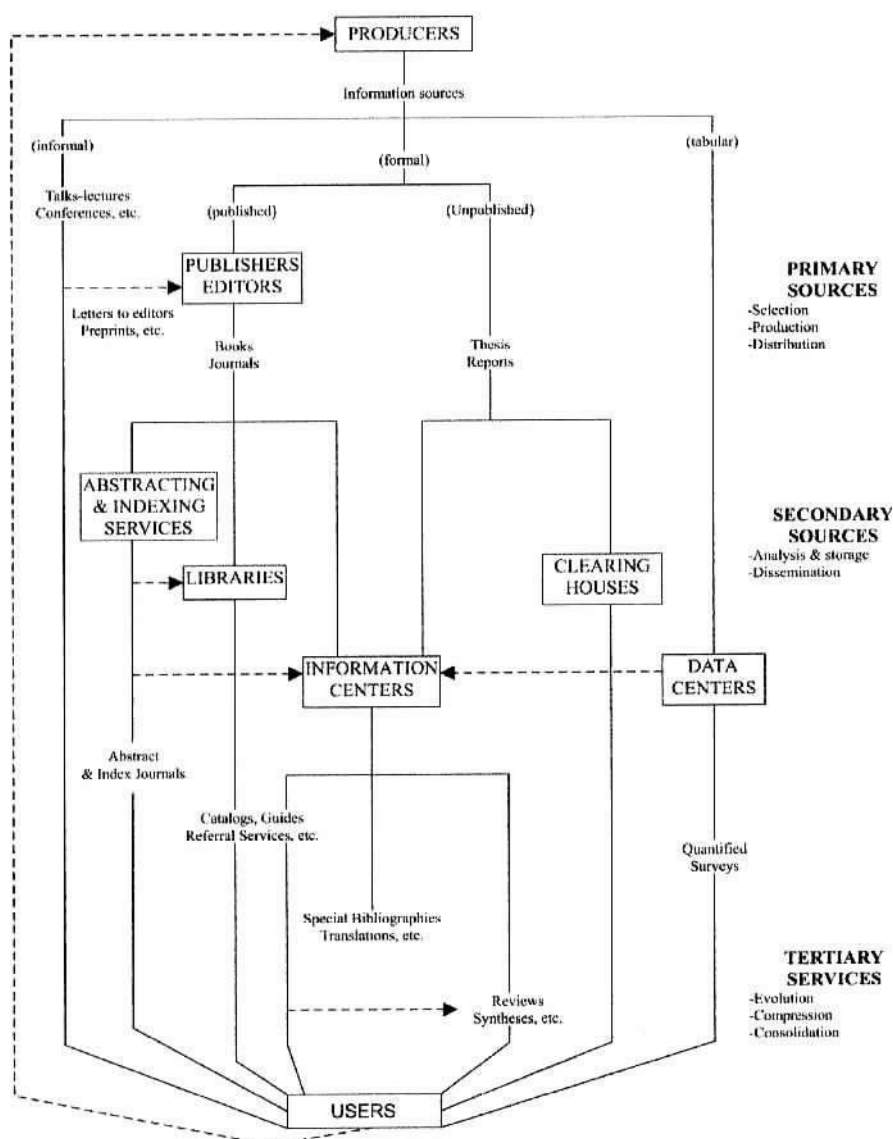 PRODUCERS
Information sources
(informal)
(formal)
(tabular)
Talks-lectures
Conferences, etc.
(published)
(Unpublished)
PUBLISHERS
EDITORS
Letters to editors
Preprints, etc.
Books
Journals
Thesis
Reports
PRIMARY
SOURCES
-Selection
-Production
-Distribution
ABSTRACTING
& INDEXING
SERVICES
LIBRARIES
CLEARING
HOUSES
SECONDARY
SOURCES
-Analysis & storage
-Dissemination
INFORMATION
CENTERS
DATA
CENTERS
Abstract
& Index Journals
Catalogs, Guides
Referral Services, etc.
Quantified
Surveys
Special Bibliographies
Translations, etc.
Reviews
Syntheses, etc.
TERTIARY
SERVICES
-Evolution
-Compression
-Consolidation
USERS